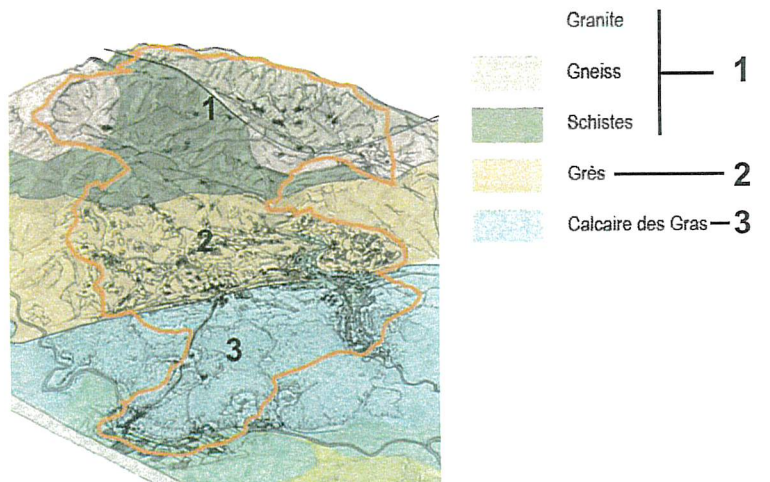 Granite
Gneiss
1
Schistes
Grès 2
Calcaire des Gras 3
1
2
3